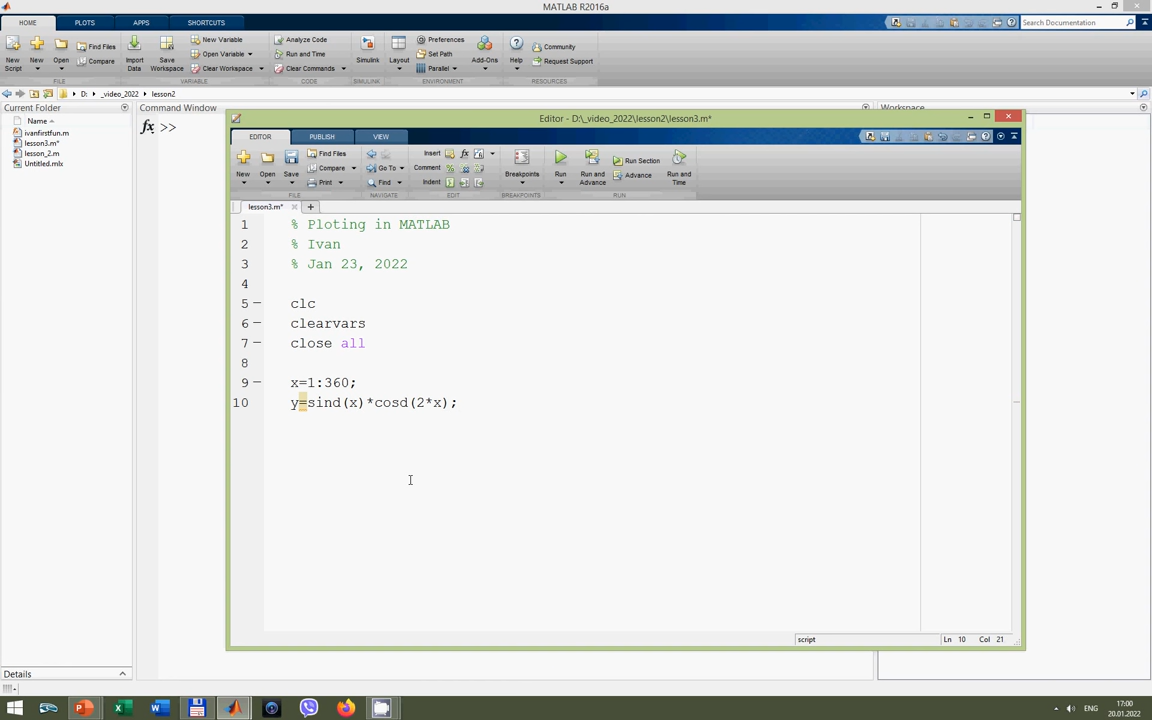 MATLAB R2016a
HOME PLOTS APPS SHORTCUTS Search Documentation
New Script New Open Find Files Compare Import Data Save Workspace New Variable Open Variable Clear Workspace Analyze Code Run and Time Clear Commands Simulink Layout Preferences Set Path Parallel Add-Ons Help Community Request Support
FILE VARIABLE CODE SIMULINK ENVIRONMENT RESOURCES
D: _video_2022 lesson2
Current Folder Command Window Workspace
Name
ivanfirstfun.m
lesson3.m*
lesson_2.m
Untitled.mlx
fx >>
Editor - D:\_video_2022\lesson2\lesson3.m*
EDITOR PUBLISH VIEW
New Open Save Find Files Compare Print Go To Find Insert Comment Indent Breakpoints Run Run and Advance Run Section Advance Run and Time
FILE NAVIGATE EDIT BREAKPOINTS RUN
lesson3.m*
1 % Ploting in MATLAB
2 % Ivan
3 % Jan 23, 2022
4
5 clc
6 clearvars
7 close all
8
9 x=1:360;
10 y=sind(x)*cosd(2*x);
script Ln 10 Col 21
Details
ENG 17:00
20.01.2022